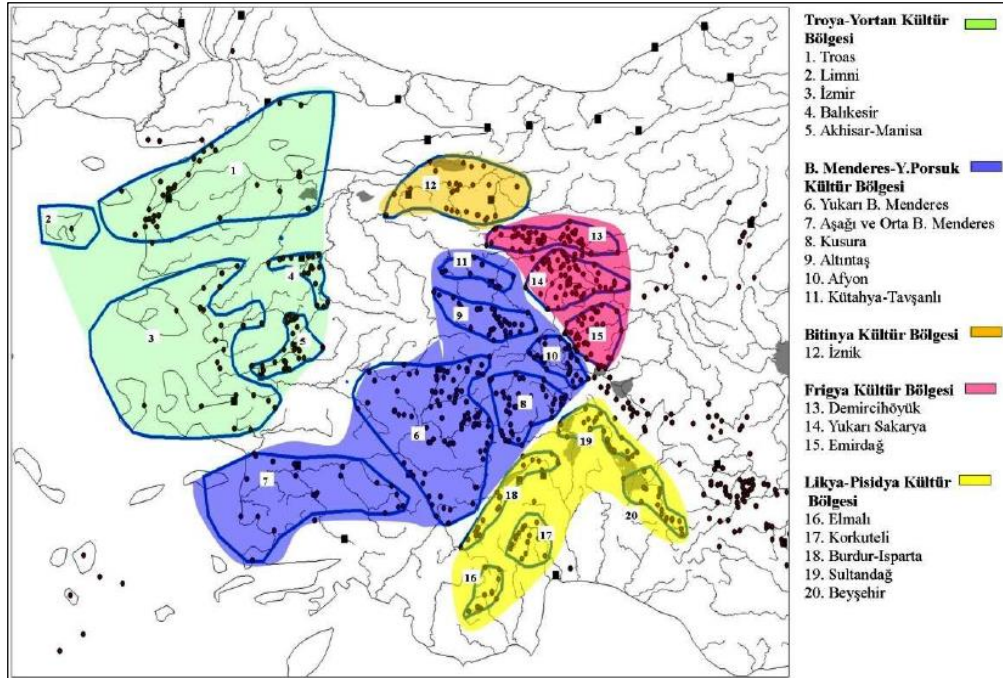 Troya-Yortan Kültür
Bölgesi
1. Troas
2. Limni
3. İzmir
4. Balıkesir
5. Akhisar-Manisa
B. Menderes-Y.Porsuk
Kültür Bölgesi
6. Yukarı B. Menderes
7. Aşağı ve Orta B. Menderes
8. Kusura
9. Altıntaş
10. Afyon
11. Kütahya-Tavşanlı
Bitinya Kültür Bölgesi
12. İznik
Frigya Kültür Bölgesi
13. Demircihöyük
14. Yukarı Sakarya
15. Emirdağ
Likya-Pisidya Kültür
Bölgesi
16. Elmalı
17. Korkuteli
18. Burdur-Isparta
19. Sultandağ
20. Beyşehir
1
12
2
13
11
4
14
9
3
15
5
10
8
6
19
7
18
20
17
16